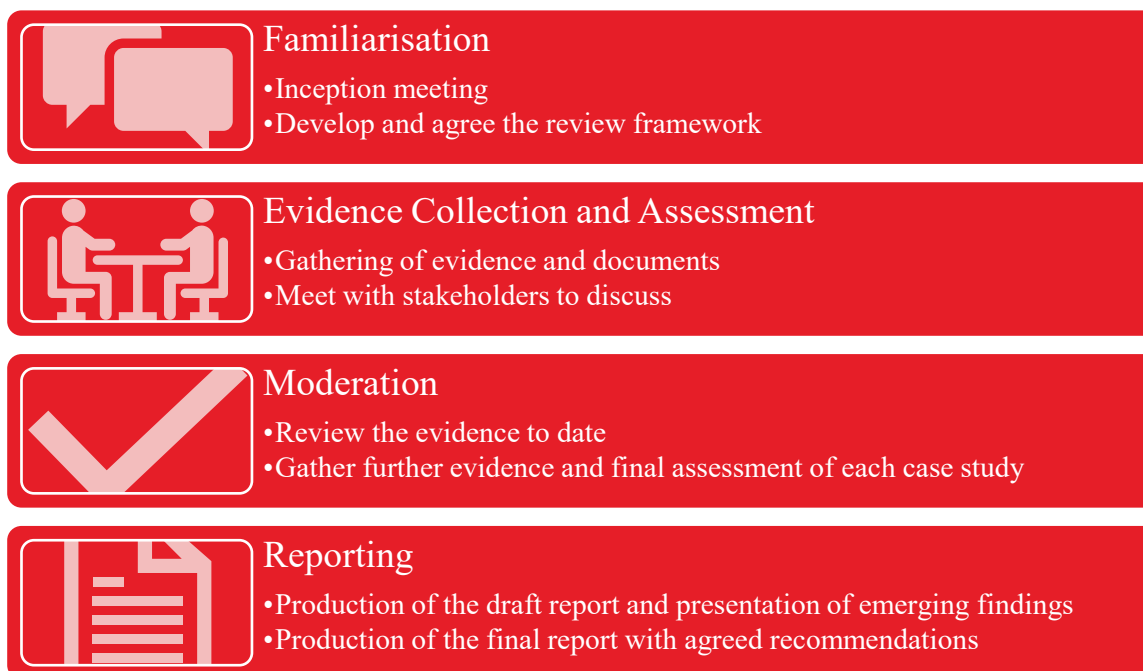 Familiarisation
•Inception meeting
•Develop and agree the review framework
Evidence Collection and Assessment
•Gathering of evidence and documents
•Meet with stakeholders to discuss
Moderation
•Review the evidence to date
•Gather further evidence and final assessment of each case study
Reporting
•Production of the draft report and presentation of emerging findings
•Production of the final report with agreed recommendations